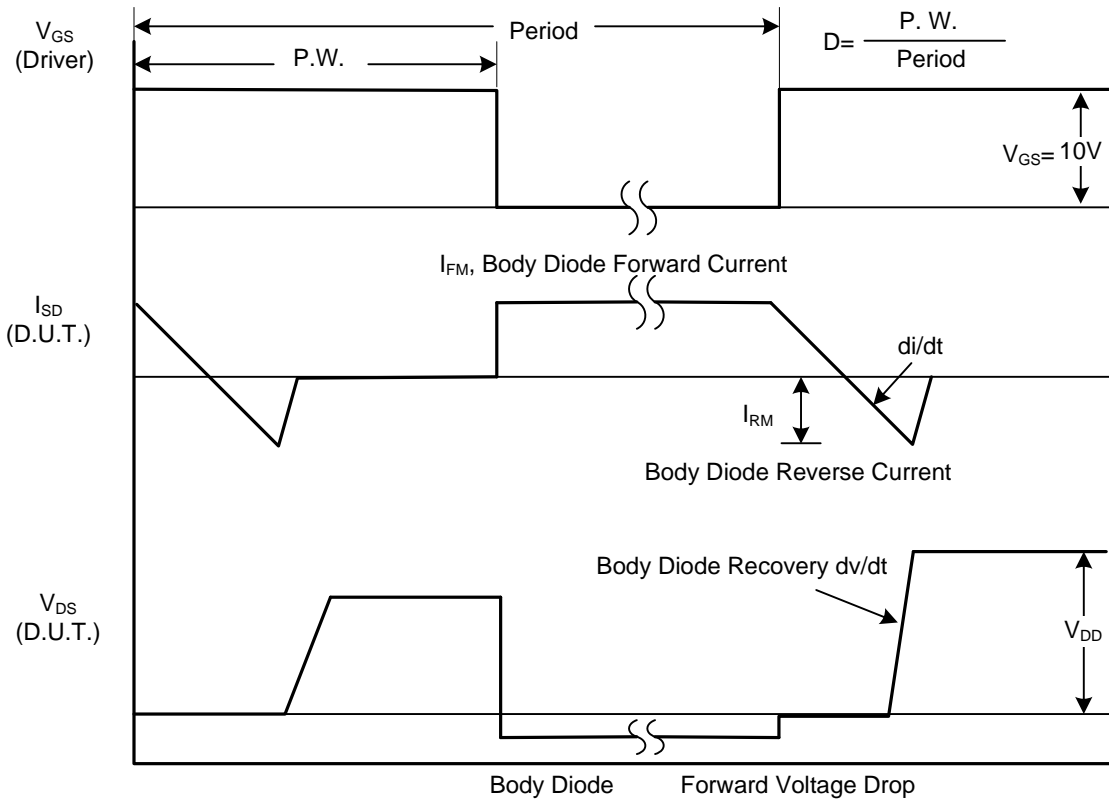 V_GS
(Driver)
Period
P.W.
D= P. W.
Period
V_GS= 10V
I_FM, Body Diode Forward Current
I_SD
(D.U.T.)
di/dt
I_RM
Body Diode Reverse Current
Body Diode Recovery dv/dt
V_DS
(D.U.T.)
V_DD
Body Diode Forward Voltage Drop